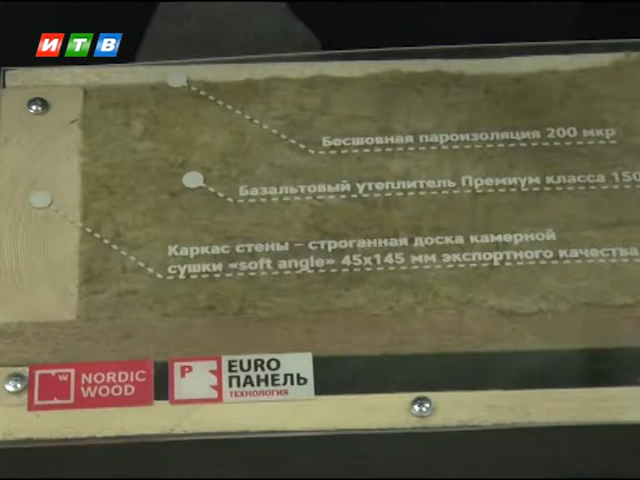 ИТВ
Бесшовная пароизоляция 200 мкр
Базальтовый утеплитель Премиум класса 150
Каркас стены – строганная доска камерной
сушки «soft angle» 45х145 мм экспортного качества
W
NORDIC
WOOD
P
EURO
ПАНЕЛЬ
ТЕХНОЛОГИЯ